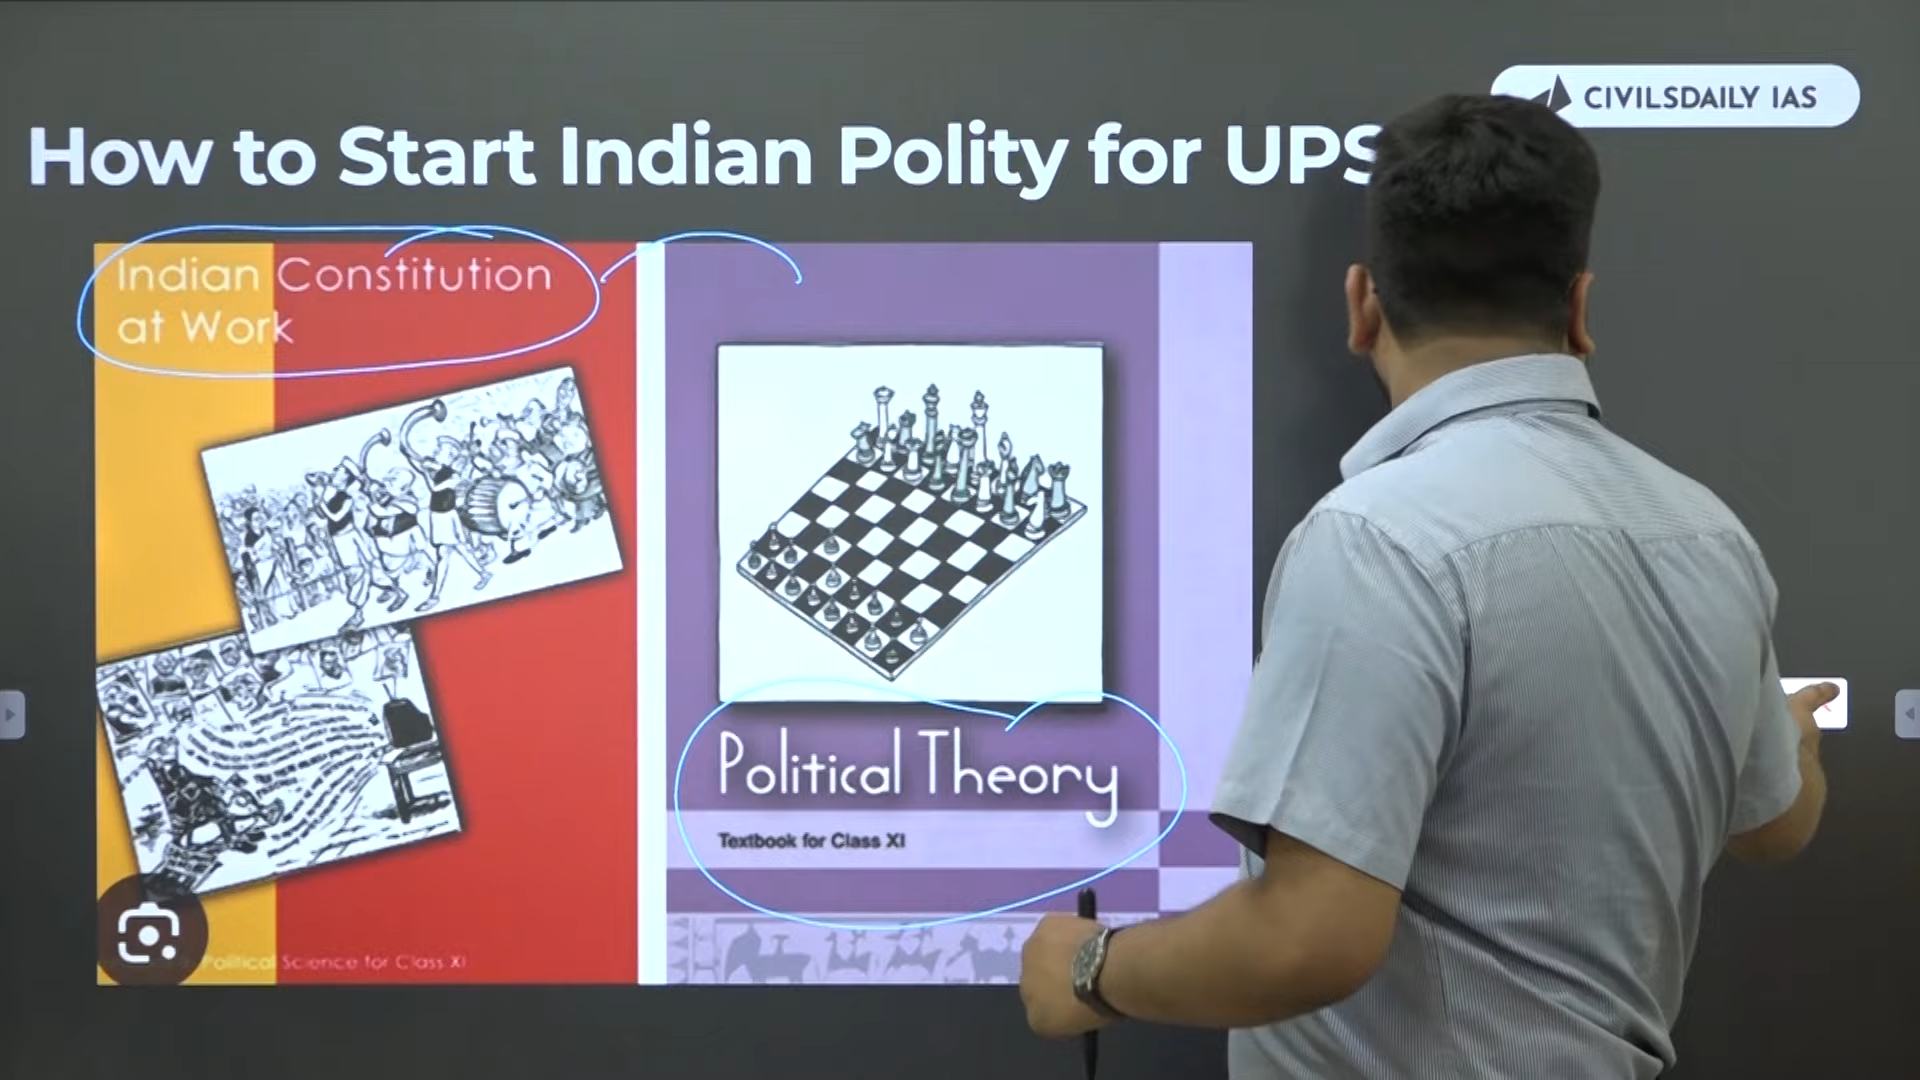 CIVILSDAILY IAS
How to Start Indian Polity for UPS
Indian Constitution
at Work
Political Theory
Textbook for Class XI
Political Science for Class XI